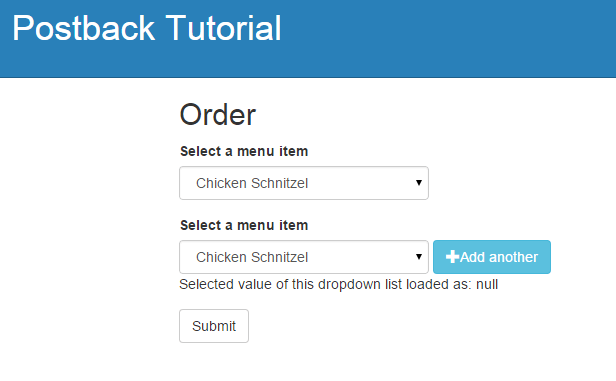 Postback Tutorial
Order
Select a menu item
Chicken Schnitzel
Select a menu item
Chicken Schnitzel
Add another
Selected value of this dropdown list loaded as: null
Submit